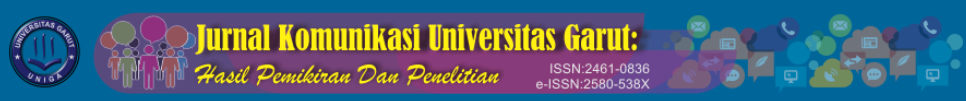 UNIVERSITAS GARUT
UNIGA
Jurnal Komunikasi Universitas Garut:
Hasil Pemikiran Dan Penelitian
ISSN:2461-0836
e-ISSN:2580-538X